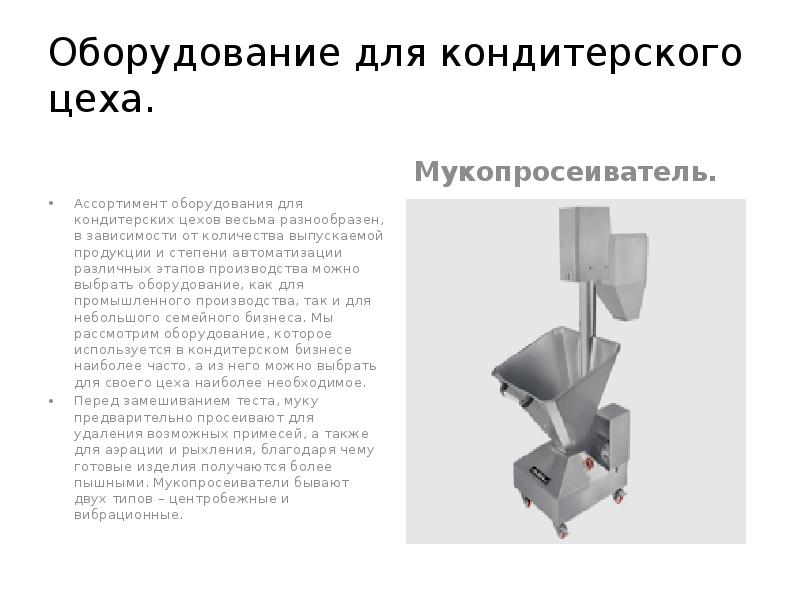 Оборудование для кондитерского
цеха.
Мукопросеиватель.
• Ассортимент оборудования для
кондитерских цехов весьма разнообразен,
в зависимости от количества выпускаемой
продукции и степени автоматизации
различных этапов производства можно
выбрать оборудование, как для
промышленного производства, так и для
небольшого семейного бизнеса. Мы
рассмотрим оборудование, которое
используется в кондитерском бизнесе
наиболее часто, а из него можно выбрать
для своего цеха наиболее необходимое.
• Перед замешиванием теста, муку
предварительно просеивают для
удаления возможных примесей, а также
для аэрации и рыхления, благодаря чему
готовые изделия получаются более
пышными. Мукопросеиватели бывают
двух типов – центробежные и
вибрационные.